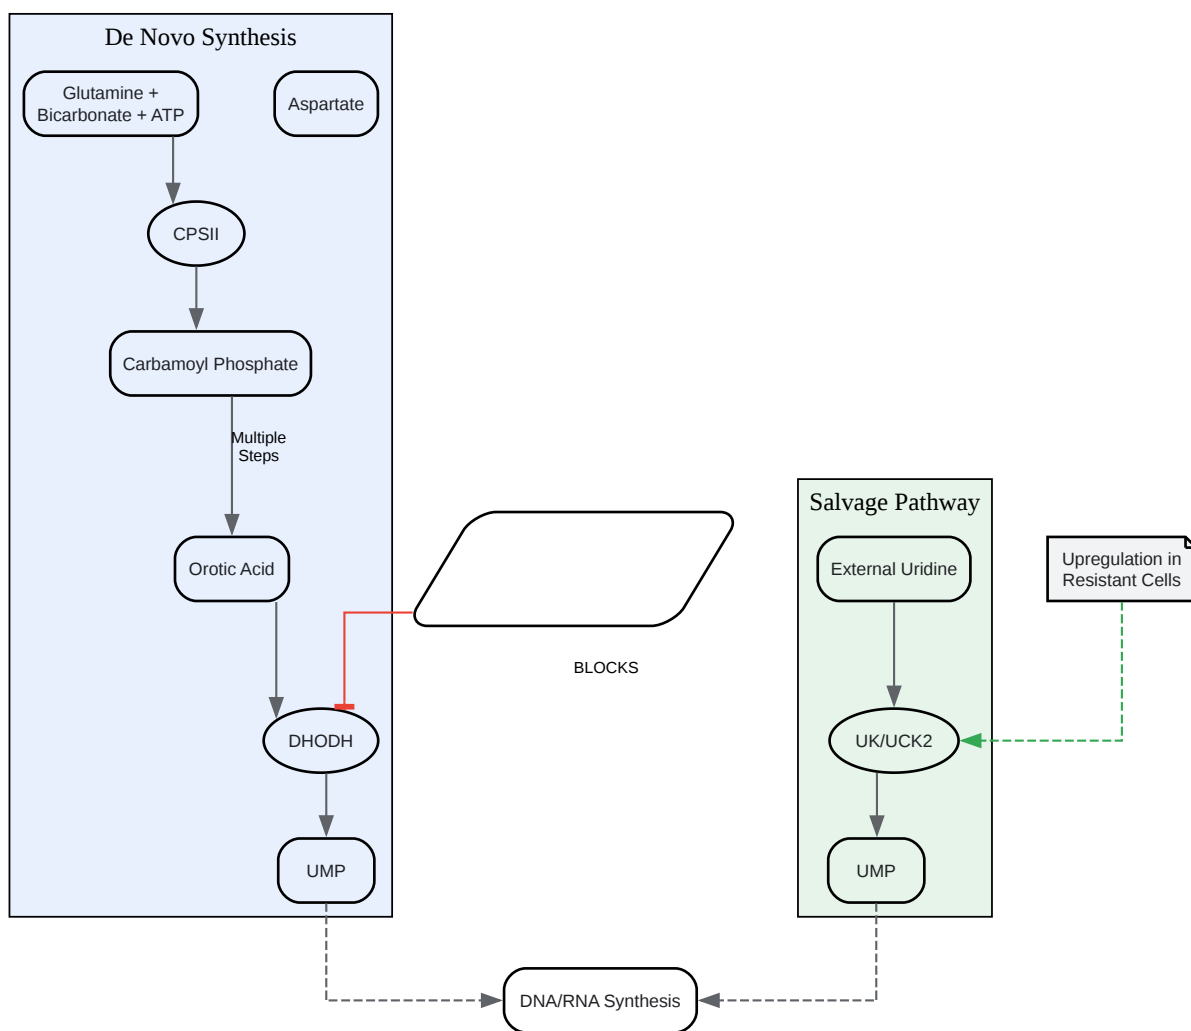 De Novo Synthesis
Glutamine +
Bicarbonate + ATP
Aspartate
CPSII
Carbamoyl Phosphate
Multiple
Steps
Orotic Acid
DHODH
UMP
BLOCKS
Salvage Pathway
External Uridine
UK/UCK2
UMP
Upregulation in
Resistant Cells
DNA/RNA Synthesis